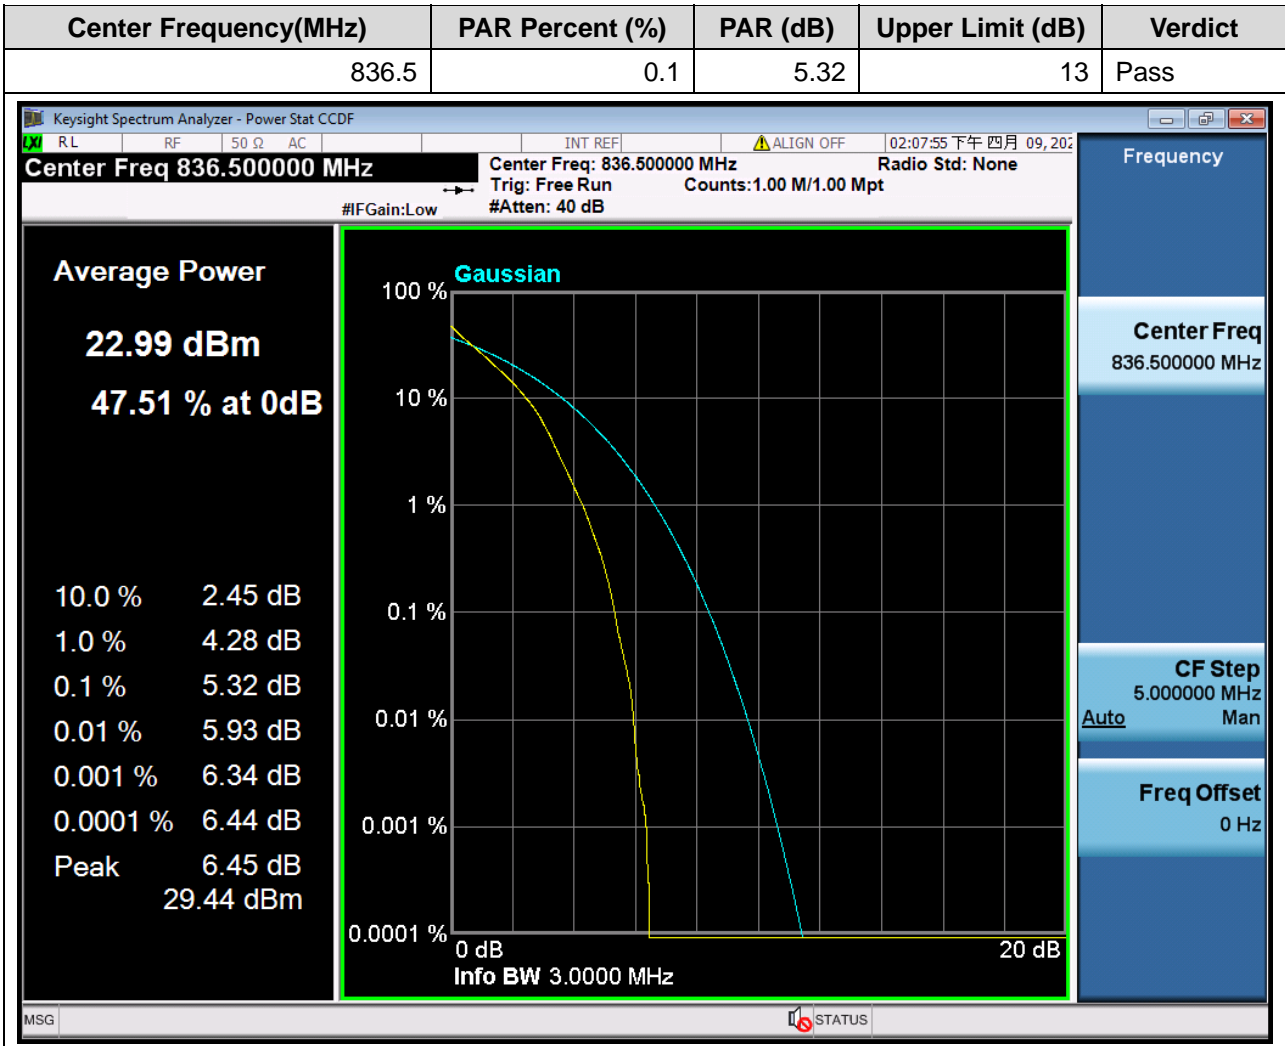 Center Frequency(MHz) PAR Percent (%) PAR (dB) Upper Limit (dB) Verdict
836.5 0.1 5.32 13 Pass
Keysight Spectrum Analyzer - Power Stat CCDF
LXI RL RF 50 Ω AC INT REF ALIGN OFF 02:07:55 下午 四月 09, 202
Center Freq 836.500000 MHz
Center Freq: 836.500000 MHz Radio Std: None
Trig: Free Run Counts:1.00 M/1.00 Mpt
#IFGain:Low #Atten: 40 dB
Frequency
Average Power
22.99 dBm
47.51 % at 0dB
10.0 % 2.45 dB
1.0 % 4.28 dB
0.1 % 5.32 dB
0.01 % 5.93 dB
0.001 % 6.34 dB
0.0001 % 6.44 dB
Peak 6.45 dB
29.44 dBm
Gaussian
100 %
10 %
1 %
0.1 %
0.01 %
0.001 %
0.0001 %
0 dB 20 dB
Info BW 3.0000 MHz
Center Freq
836.500000 MHz
CF Step
5.000000 MHz
Auto Man
Freq Offset
0 Hz
MSG STATUS